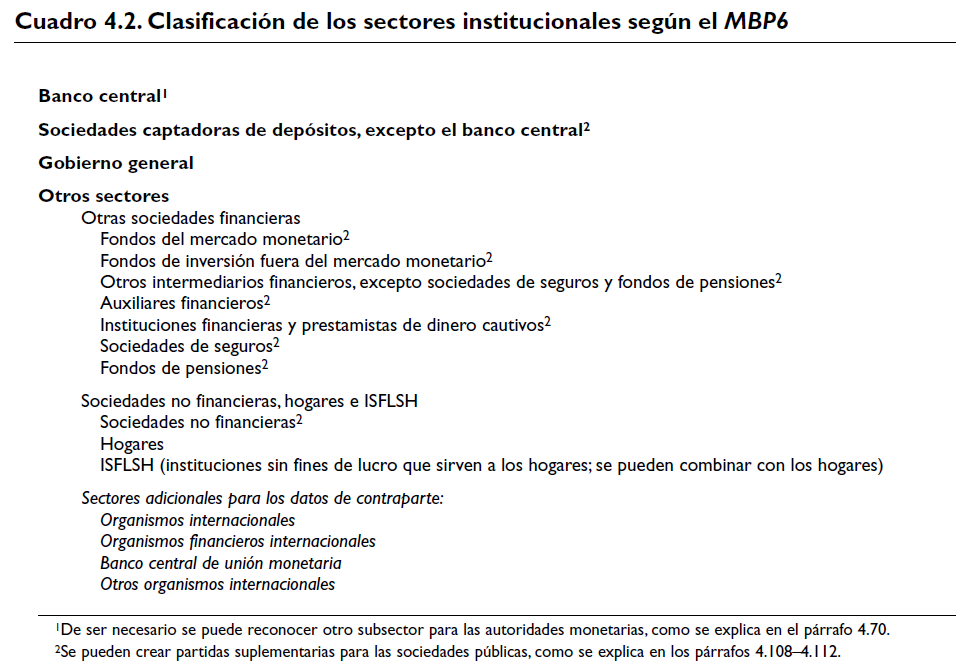 Cuadro 4.2. Clasificación de los sectores institucionales según el MBP6
Banco central¹
Sociedades captadoras de depósitos, excepto el banco central²
Gobierno general
Otros sectores
Otras sociedades financieras
Fondos del mercado monetario²
Fondos de inversión fuera del mercado monetario²
Otros intermediarios financieros, excepto sociedades de seguros y fondos de pensiones²
Auxiliares financieros²
Instituciones financieras y prestamistas de dinero cautivos²
Sociedades de seguros²
Fondos de pensiones²
Sociedades no financieras, hogares e ISFLSH
Sociedades no financieras²
Hogares
ISFLSH (instituciones sin fines de lucro que sirven a los hogares; se pueden combinar con los hogares)
Sectores adicionales para los datos de contraparte:
Organismos internacionales
Organismos financieros internacionales
Banco central de unión monetaria
Otros organismos internacionales
¹De ser necesario se puede reconocer otro subsector para las autoridades monetarias, como se explica en el párrafo 4.70.
²Se pueden crear partidas suplementarias para las sociedades públicas, como se explica en los párrafos 4.108–4.112.